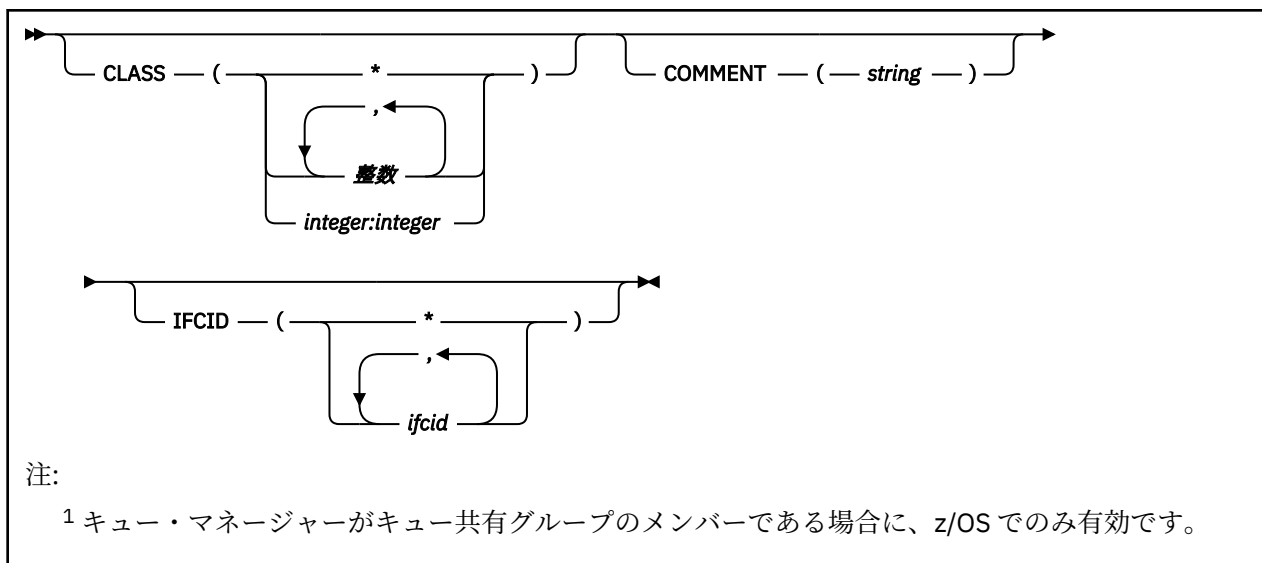 CLASS ( * ) COMMENT ( string )
,
整数
integer:integer
IFCID ( * )
,
ifcid
注:
1 キュー・マネージャーがキュー共有グループのメンバーである場合に、z/OS でのみ有効です。